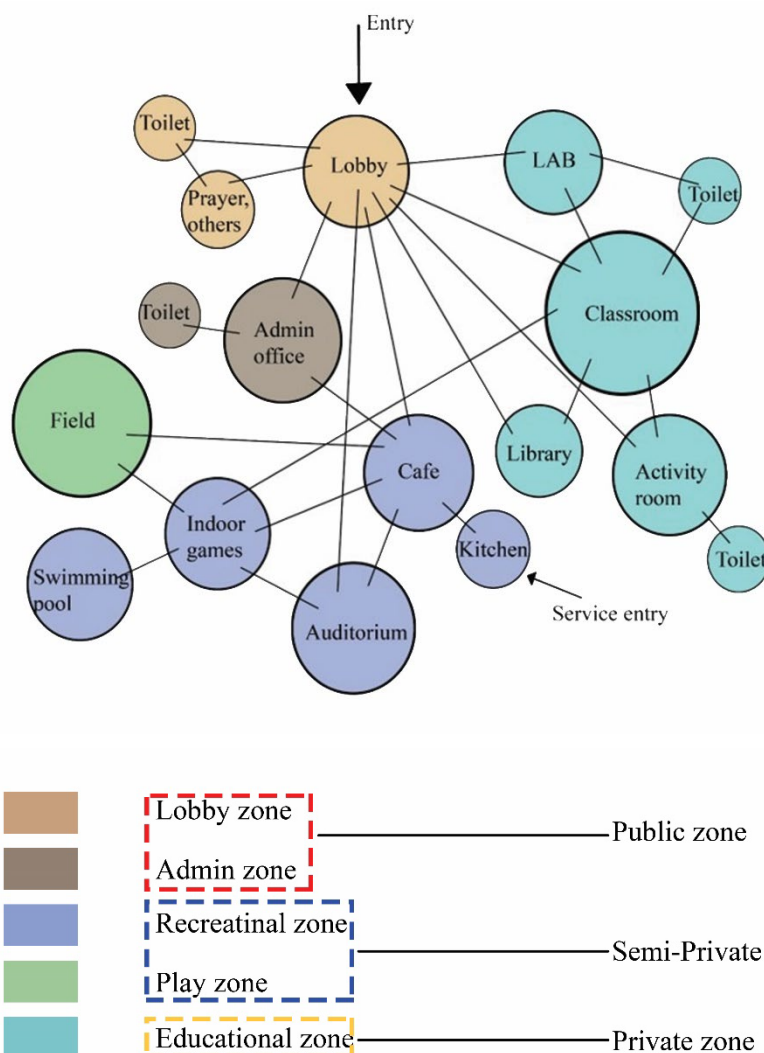 Entry
Toilet
Lobby
LAB
Prayer,
others
Toilet
Toilet
Admin
office
Classroom
Field
Cafe
Library
Activity
room
Indoor
games
Kitchen
Swimming
pool
Toilet
Auditorium
Service entry
Lobby zone
Public zone
Admin zone
Recreatinal zone
Semi-Private
Play zone
Educational zone
Private zone